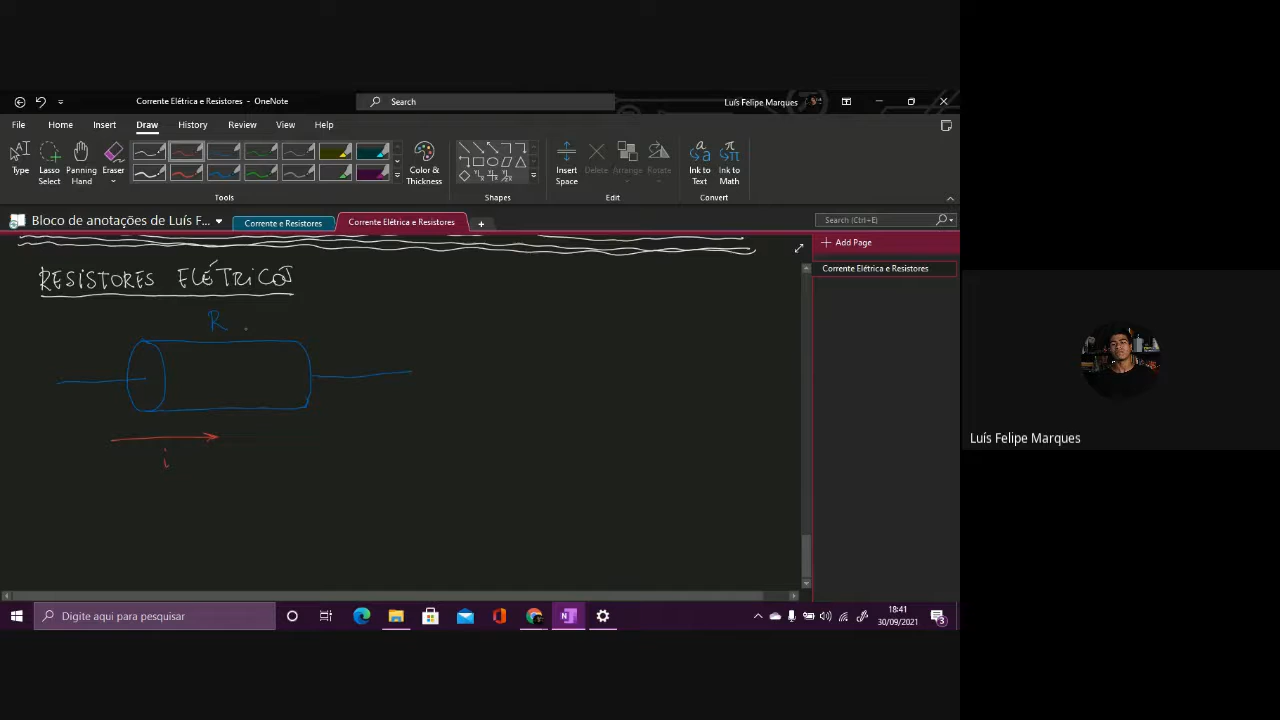 Corrente Elétrica e Resistores - OneNote
Search
Luís Felipe Marques
File Home Insert Draw History Review View Help
Type
Lasso Select
Panning Hand
Eraser
Color & Thickness
Insert Space
Delete
Arrange
Rotate
Ink to Text
Ink to Math
Tools
Shapes
Edit
Convert
Bloco de anotações de Luís F...
Corrente e Resistores
Corrente Elétrica e Resistores
Search (Ctrl+E)
Add Page
Corrente Elétrica e Resistores
RESISTORES ELÉTRICOS
R
i
Luís Felipe Marques
Digite aqui para pesquisar
18:41
30/09/2021
3